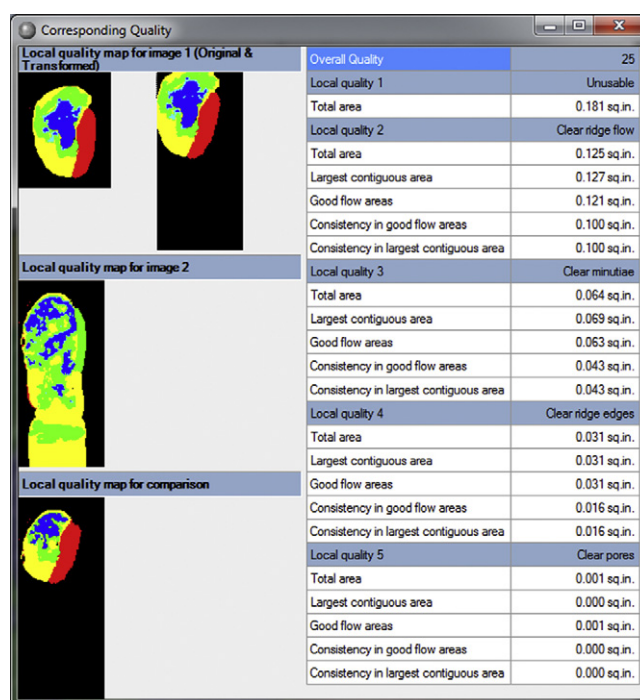 Corresponding Quality
Local quality map for image 1 (Original &
Transformed)
Local quality map for image 2
Local quality map for comparison
Overall Quality 25
Local quality 1 Unusable
Total area 0.181 sq.in.
Local quality 2 Clear ridge flow
Total area 0.125 sq.in.
Largest contiguous area 0.127 sq.in.
Good flow areas 0.121 sq.in.
Consistency in good flow areas 0.100 sq.in.
Consistency in largest contiguous area 0.100 sq.in.
Local quality 3 Clear minutiae
Total area 0.064 sq.in.
Largest contiguous area 0.069 sq.in.
Good flow areas 0.063 sq.in.
Consistency in good flow areas 0.043 sq.in.
Consistency in largest contiguous area 0.043 sq.in.
Local quality 4 Clear ridge edges
Total area 0.031 sq.in.
Largest contiguous area 0.031 sq.in.
Good flow areas 0.031 sq.in.
Consistency in good flow areas 0.016 sq.in.
Consistency in largest contiguous area 0.016 sq.in.
Local quality 5 Clear pores
Total area 0.001 sq.in.
Largest contiguous area 0.000 sq.in.
Good flow areas 0.001 sq.in.
Consistency in good flow areas 0.000 sq.in.
Consistency in largest contiguous area 0.000 sq.in.